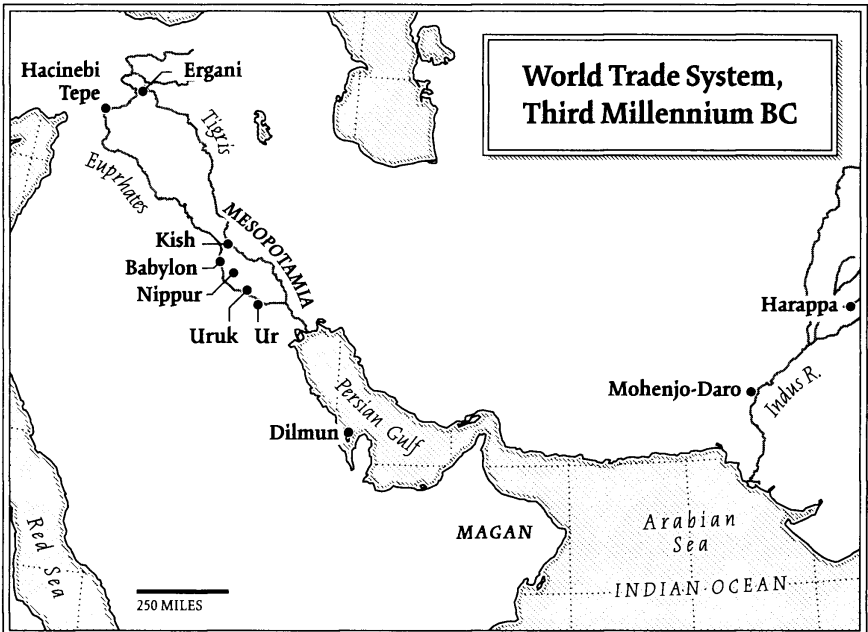 World Trade System,
Third Millennium BC
Hacinebi
Tepe
Ergani
Tigris
Euprhates
MESOPOTAMIA
Kish
Babylon
Nippur
Uruk
Ur
Harappa
Mohenjo-Daro
Indus R.
Persian Gulf
Dilmun
MAGAN
Arabian
Sea
Red Sea
INDIAN OCEAN
250 MILES